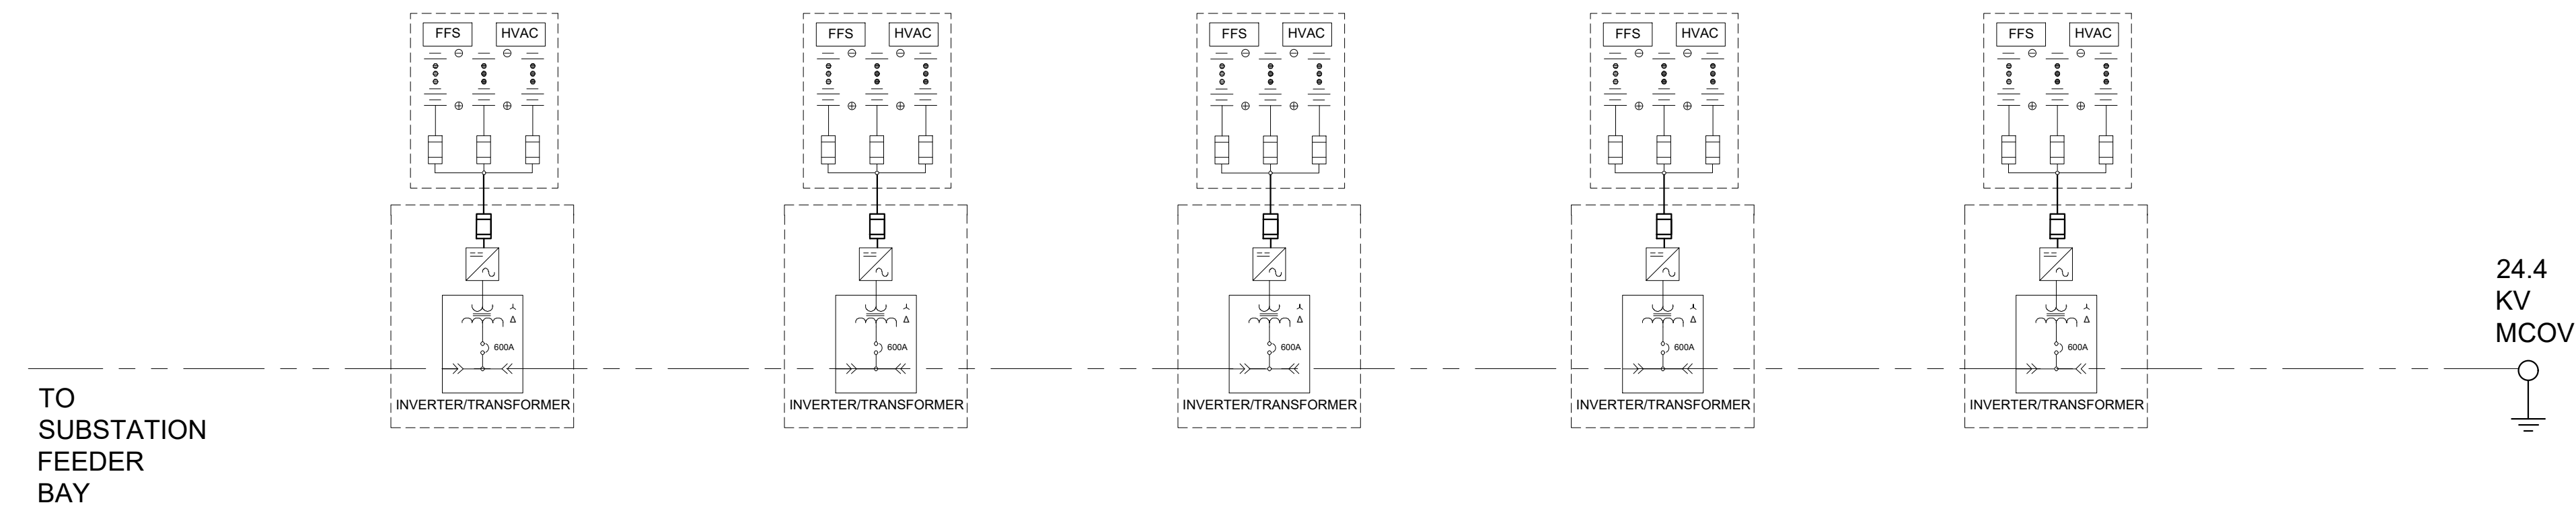 FFS HVAC FFS HVAC FFS HVAC FFS HVAC FFS HVAC
24.4
KV
MCOV
Δ Δ Δ Δ Δ
600A 600A 600A 600A 600A
INVERTER/TRANSFORMER INVERTER/TRANSFORMER INVERTER/TRANSFORMER INVERTER/TRANSFORMER INVERTER/TRANSFORMER
TO
SUBSTATION
FEEDER
BAY